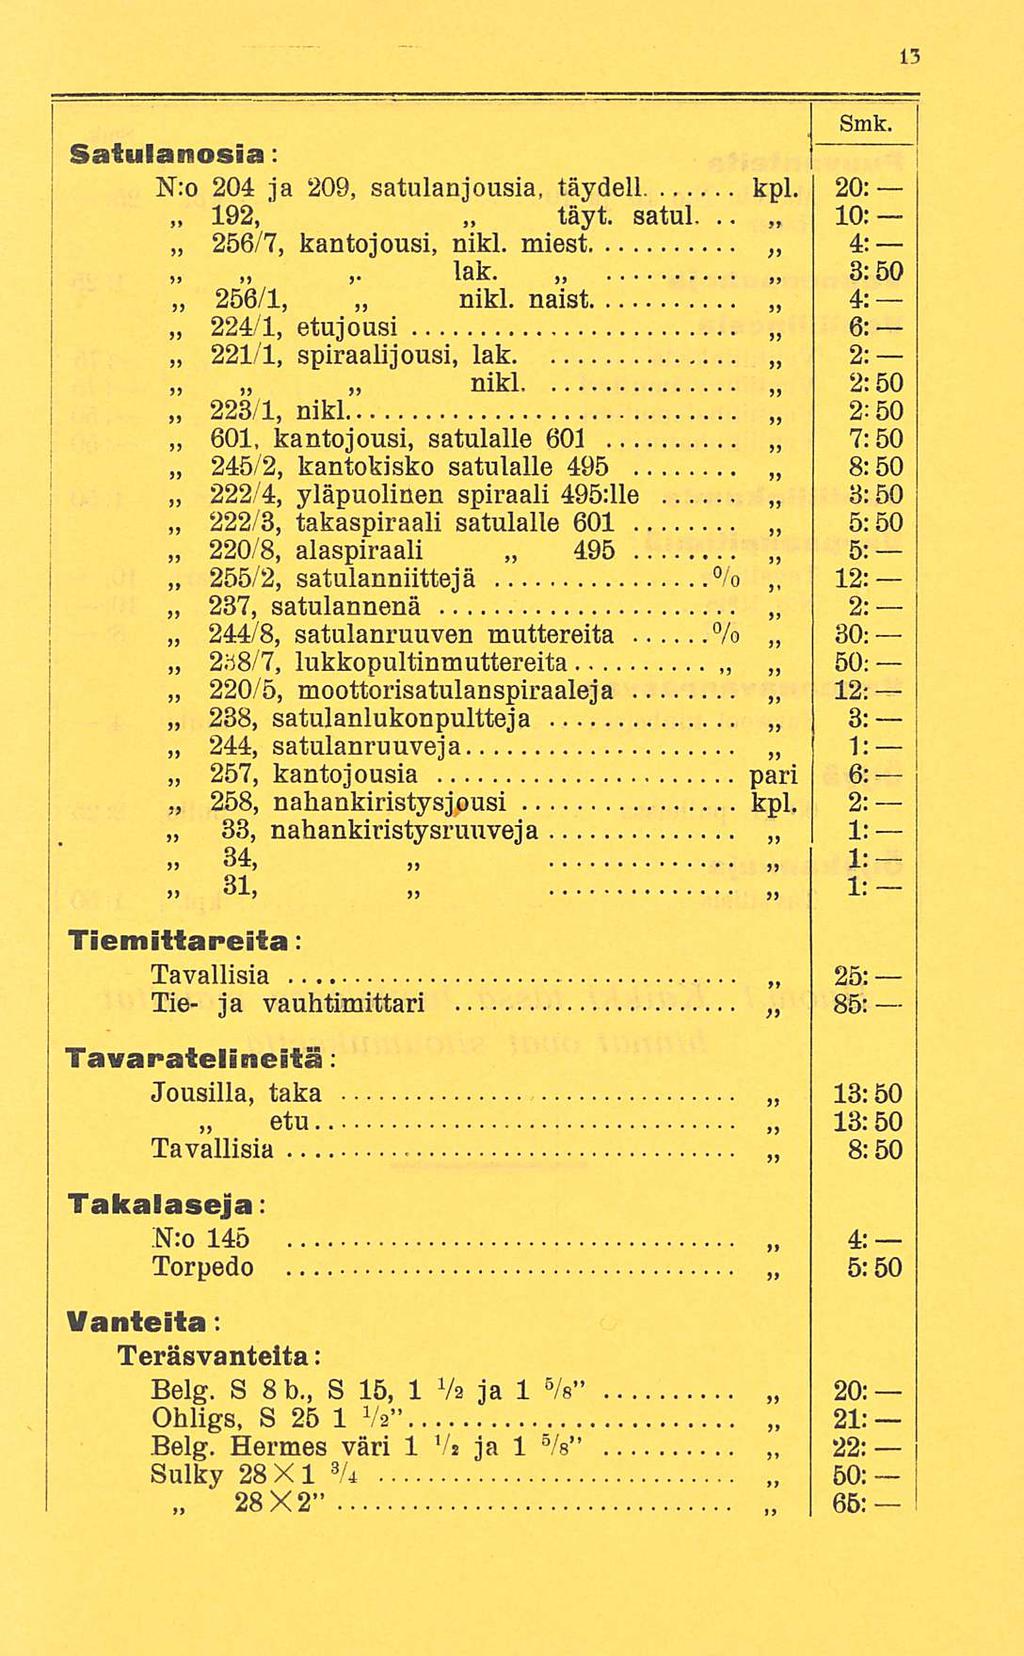 13
Smk.
Satulanosia:
N:o 204 ja 209, satulanjousia, täydell. ...... kpl. 20: —
„ 192, „ täyt. satul. .. „ 10: —
„ 256/7, kantojousi, nikl. miest. .......... „ 4: —
„ „ „ lak. „ .......... „ 3: 50
„ 256/1, „ nikl. naist. .......... „ 4: —
„ 224/1, etujousi .......... „ 6: —
„ 221/1, spiraalijousi, lak. .......... „ 2: —
„ „ „ nikl. .......... „ 2: 50
„ 223/1, nikl. .......... „ 2: 50
„ 601, kantojousi, satulalle 601 .......... „ 7: 50
„ 245/2, kantokisko satulalle 495 ........ „ 8: 50
„ 222/4, yläpuolinen spiraali 495:lle ...... „ 3: 50
„ 222/3, takaspiraali satulalle 601 ........ „ 5: 50
„ 220/8, alaspiraali „ 495 ........ „ 5: —
„ 255/2, satulanniittejä .......... % „ 12: —
„ 237, satulannenä .......... „ 2: —
„ 244/8, satulanruuven muttereita ...... % „ 30: —
„ 238/7, lukkopultinmuttereita .......... „ „ 50: —
„ 220/5, moottorisatulanspiraaleja ........ „ 12: —
„ 238, satulanlukonpultteja .......... „ 3: —
„ 244, satulanruuveja .......... „ 1: —
„ 257, kantojousia .......... pari 6: —
„ 258, nahankiristysjousi .......... kpl. 2: —
„ 33, nahankiristysruuveja .......... „ 1: —
„ 34, „ .......... „ 1: —
„ 31, „ .......... „ 1: —
Tiemittareita:
Tavallisia .......... „ 25: —
Tie- ja vauhtimittari .......... „ 85: —
Tavaratelineitä:
Jousilla, taka .......... „ 13: 50
„ etu .......... „ 13: 50
Tavallisia .......... „ 8: 50
Takalaseja:
N:o 145 .......... „ 4: —
Torpedo .......... „ 5: 50
Vanteita:
Teräsvanteita:
Belg. S 8 b., S 15, 1 1/2 ja 1 5/8” .......... „ 20: —
Ohligs, S 25 1 1/2” .......... „ 21: —
Belg. Hermes väri 1 1/2 ja 1 5/8” .......... „ 22: —
Sulky 28×1 3/4 .......... „ 50: —
„ 28×2” .......... „ 65: —